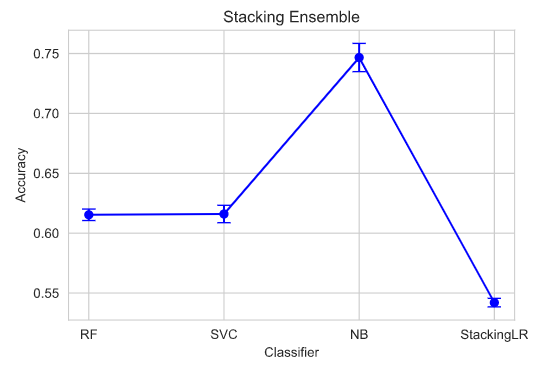 Stacking Ensemble
0.75
0.70
0.65
0.60
0.55
Accuracy
RF SVC NB StackingLR
Classifier